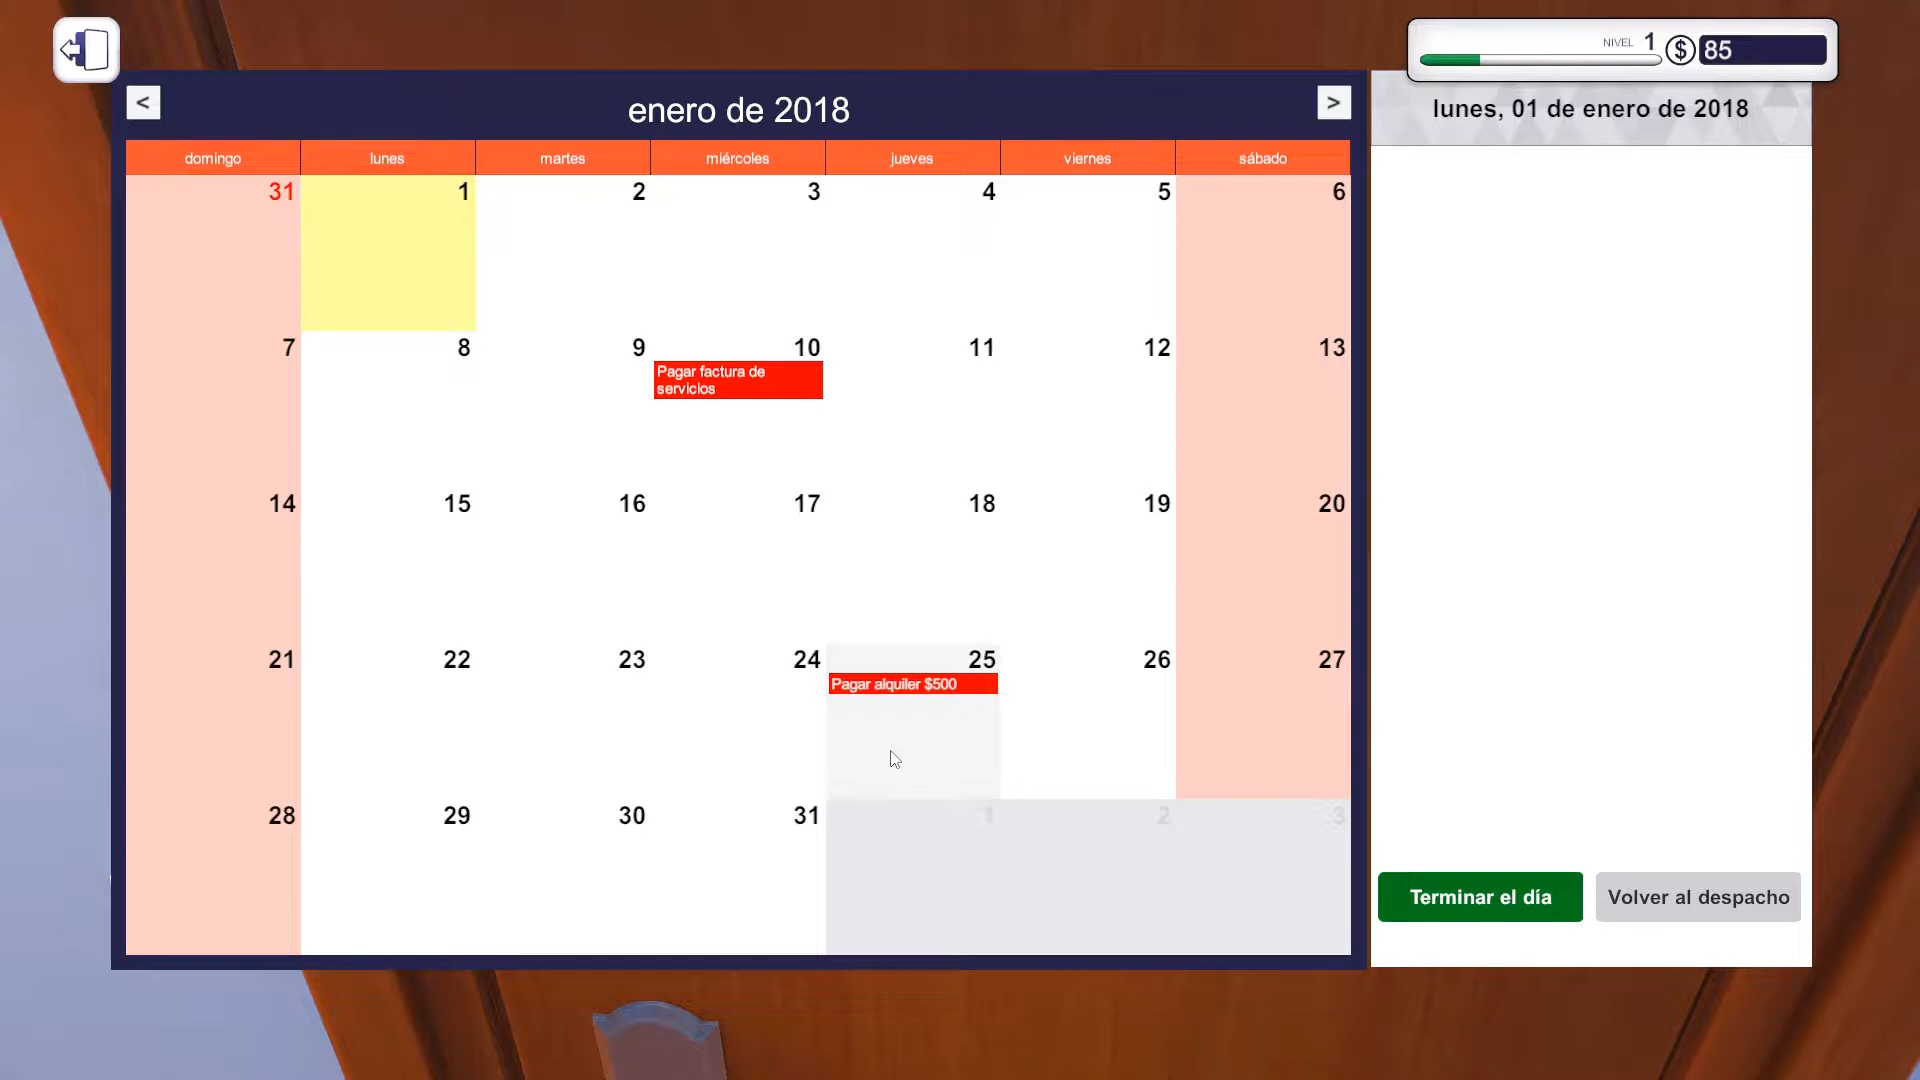 NIVEL 1 $ 85
< enero de 2018 >
lunes, 01 de enero de 2018
domingo lunes martes miércoles jueves viernes sábado
31 1 2 3 4 5 6
7 8 9 10 11 12 13
Pagar factura de
servicios
14 15 16 17 18 19 20
21 22 23 24 25 26 27
Pagar alquiler $500
28 29 30 31 1 2 3
Terminar el día Volver al despacho